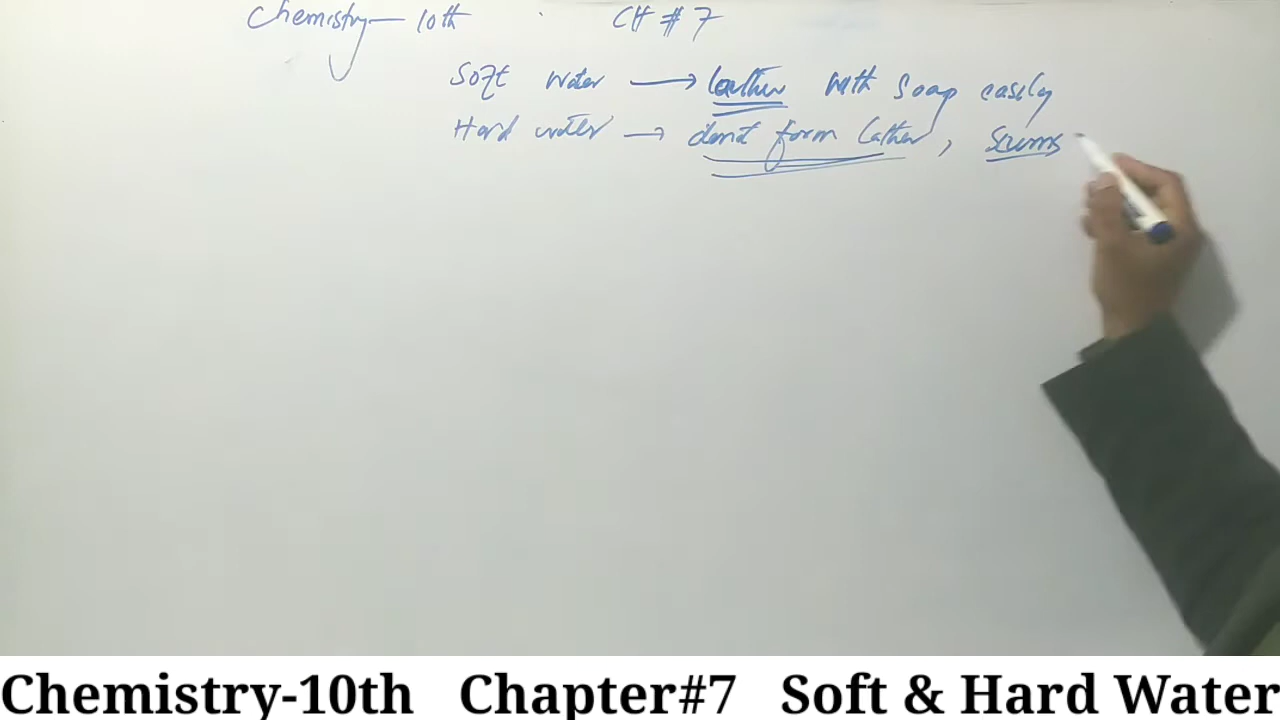 Chemistry— 10th CH # 7
Soft water → lather with Soap easily
Hard water → donot form lather, Scums
Chemistry-10th Chapter#7 Soft & Hard Water